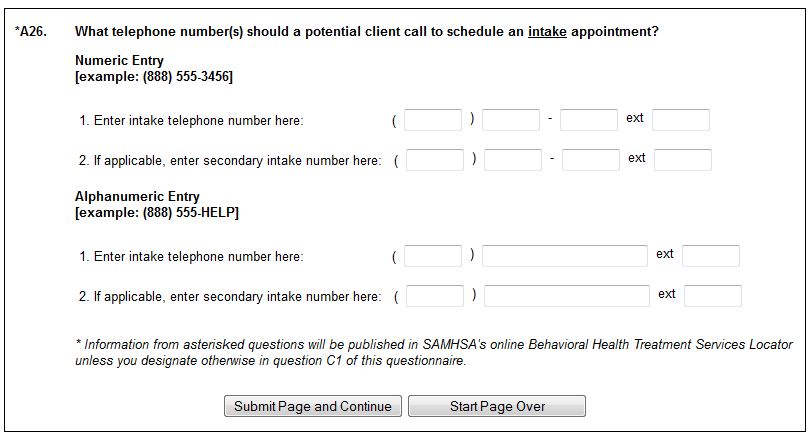 *A26. What telephone number(s) should a potential client call to schedule an intake appointment?
Numeric Entry
[example: (888) 555-3456]
1. Enter intake telephone number here: ( ) - ext
2. If applicable, enter secondary intake number here: ( ) - ext
Alphanumeric Entry
[example: (888) 555-HELP]
1. Enter intake telephone number here: ( ) ext
2. If applicable, enter secondary intake number here: ( ) ext
* Information from asterisked questions will be published in SAMHSA's online Behavioral Health Treatment Services Locator
unless you designate otherwise in question C1 of this questionnaire.
Submit Page and Continue Start Page Over